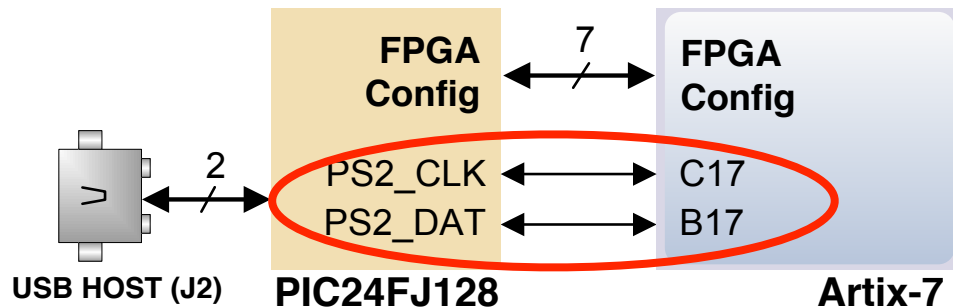 FPGA
Config
7
FPGA
Config
2
PS2_CLK
C17
PS2_DAT
B17
USB HOST (J2)
PIC24FJ128
Artix-7